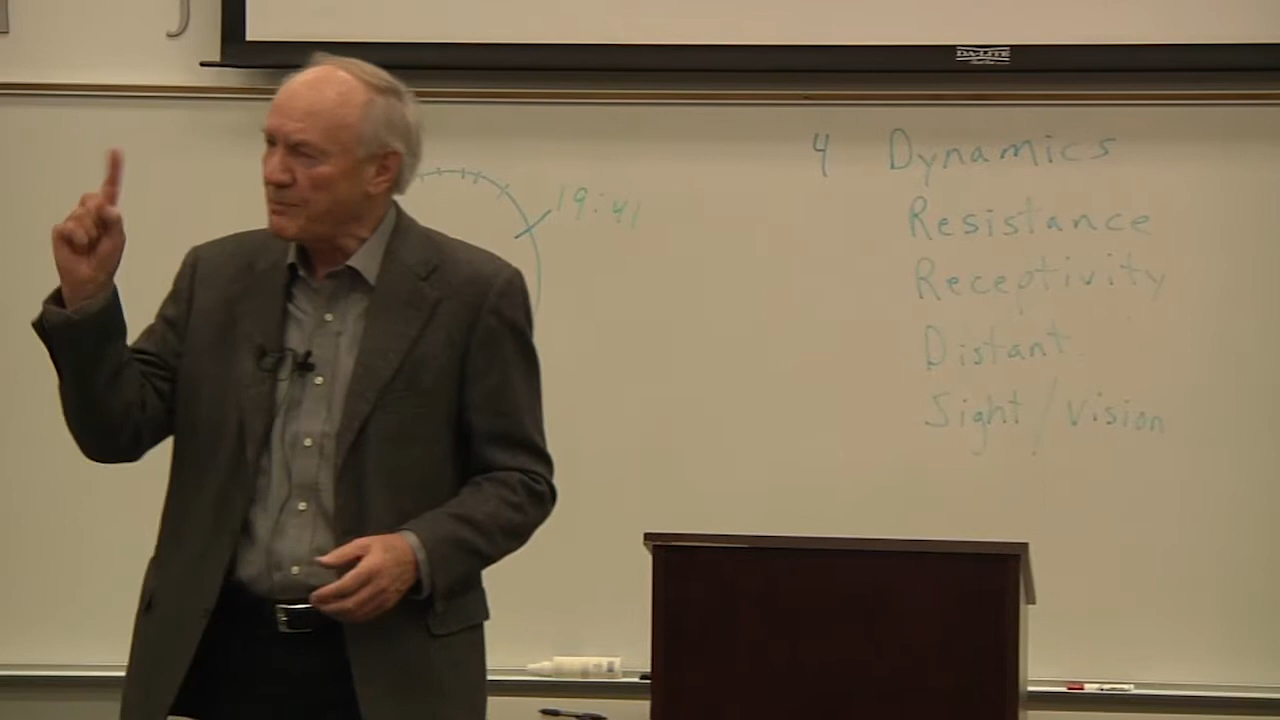 DA-LITE
4 Dynamics
19:41
Resistance
Receptivity
Distant
Sight / Vision